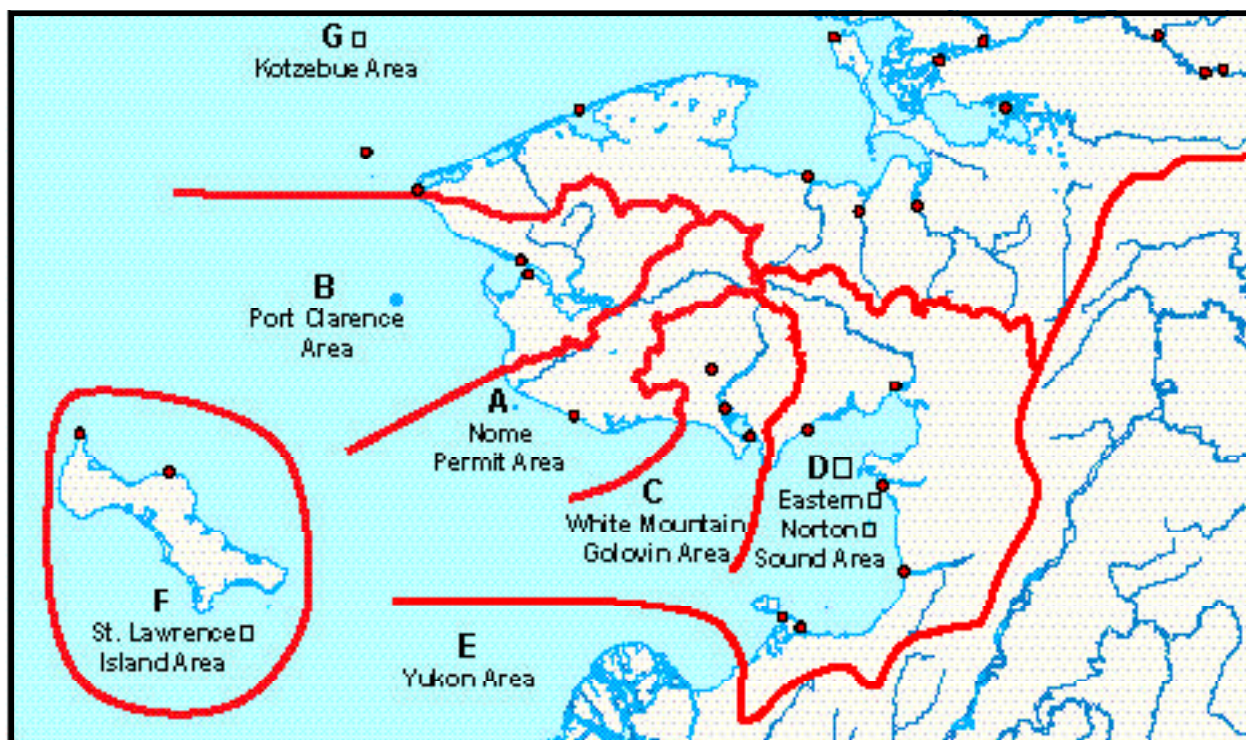 G
Kotzebue Area
B
Port Clarence
Area
A
Nome
Permit Area
C
White Mountain
Golovin Area
D
Eastern
Norton
Sound Area
F
St. Lawrence
Island Area
E
Yukon Area